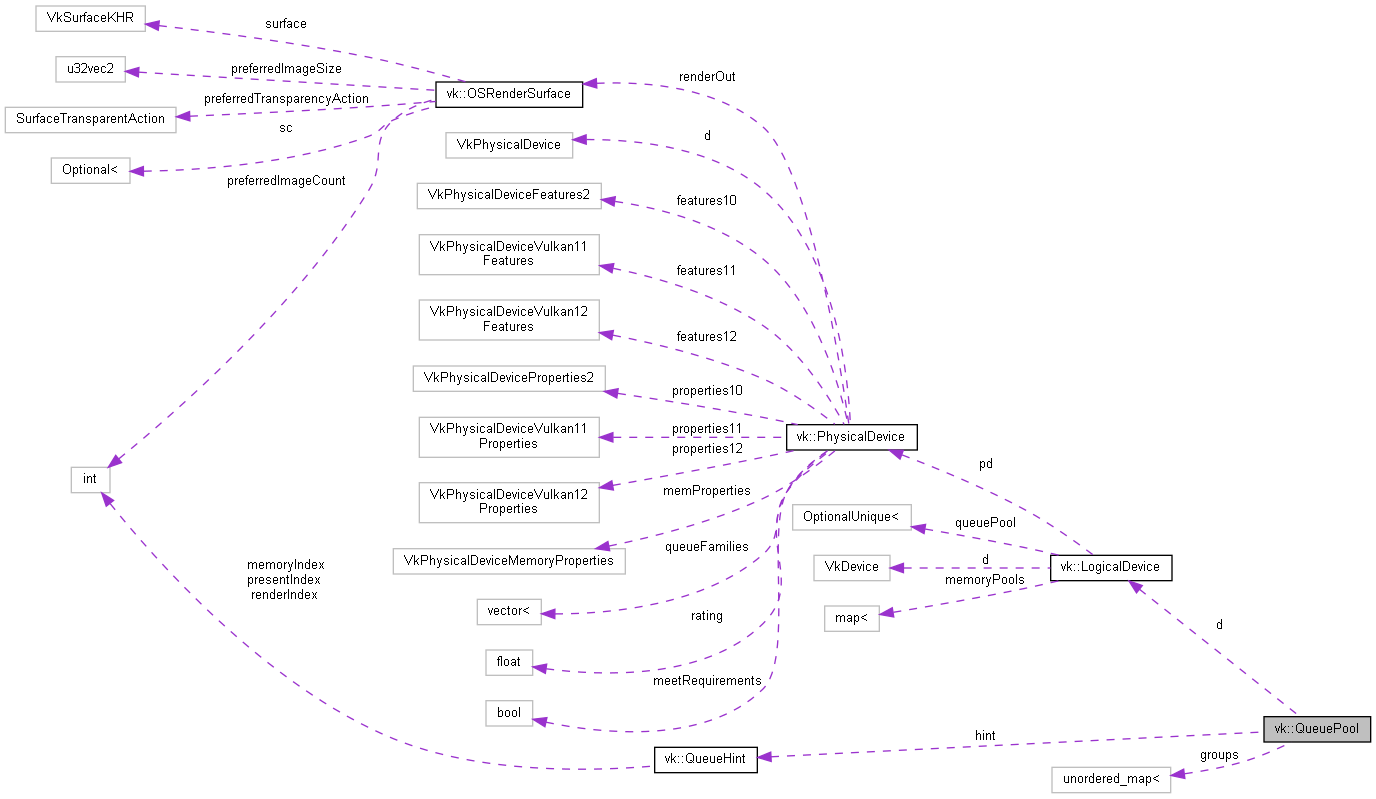 VkSurfaceKHR
surface
u32vec2
preferredImageSize
renderOut
vk::OSRenderSurface
preferredTransparencyAction
SurfaceTransparentAction
sc
d
VkPhysicalDevice
Optional<
preferredImageCount
VkPhysicalDeviceFeatures2
features10
VkPhysicalDeviceVulkan11
Features
features11
VkPhysicalDeviceVulkan12
Features
features12
VkPhysicalDeviceProperties2
properties10
VkPhysicalDeviceVulkan11
Properties
properties11
vk::PhysicalDevice
properties12
pd
int
memProperties
VkPhysicalDeviceVulkan12
Properties
OptionalUnique<
queuePool
queueFamilies
VkPhysicalDeviceMemoryProperties
d
VkDevice
vk::LogicalDevice
memoryIndex
presentIndex
renderIndex
memoryPools
vector<
rating
map<
d
float
meetRequirements
bool
hint
vk::QueuePool
vk::QueueHint
groups
unordered_map<